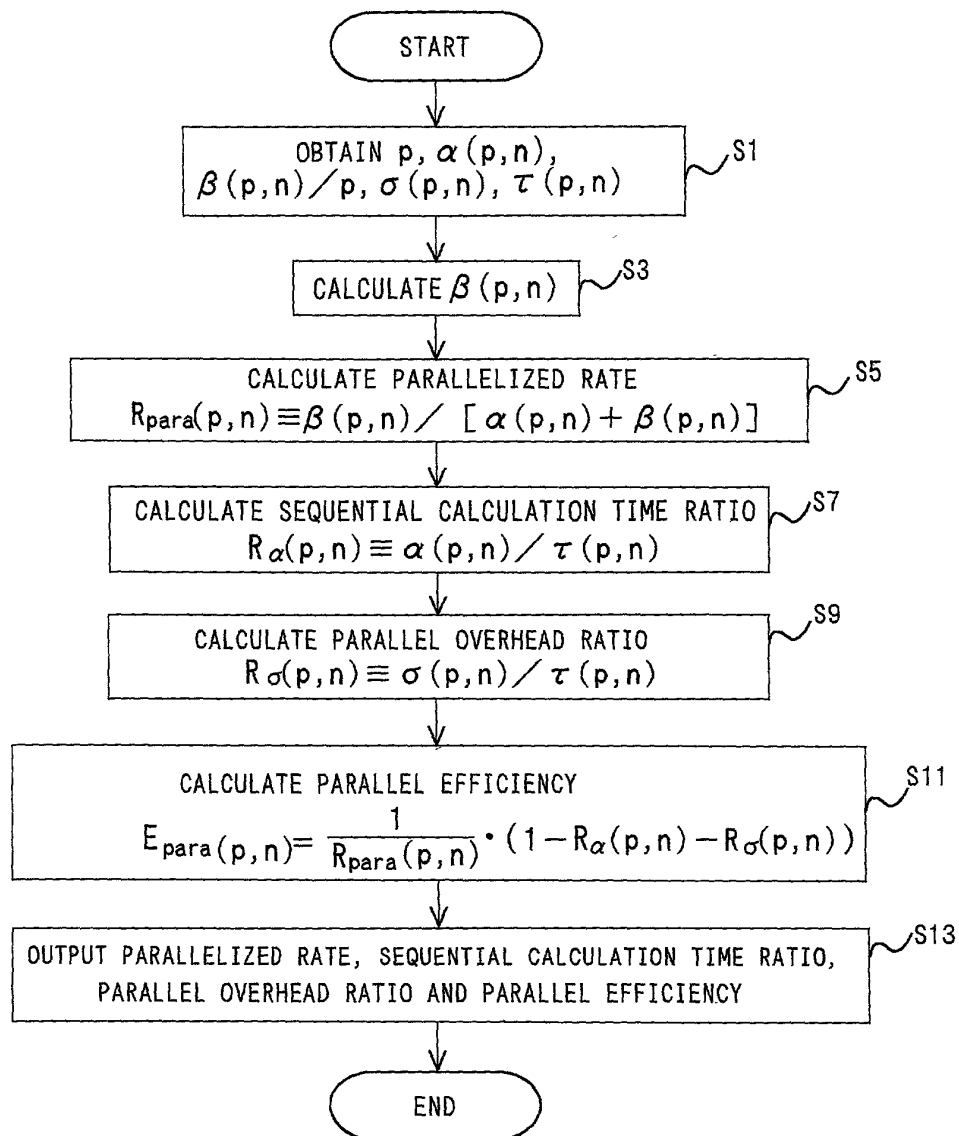 START
OBTAIN p, α(p,n),
β(p,n)/p, σ(p,n), τ(p,n)
S1
CALCULATE β(p,n)
S3
CALCULATE PARALLELIZED RATE
Rpara(p,n)≡β(p,n)/[α(p,n)+β(p,n)]
S5
CALCULATE SEQUENTIAL CALCULATION TIME RATIO
Rα(p,n)≡α(p,n)/τ(p,n)
S7
CALCULATE PARALLEL OVERHEAD RATIO
Rσ(p,n)≡σ(p,n)/τ(p,n)
S9
CALCULATE PARALLEL EFFICIENCY
Epara(p,n)=1/Rpara(p,n)·(1−Rα(p,n)−Rσ(p,n))
S11
OUTPUT PARALLELIZED RATE, SEQUENTIAL CALCULATION TIME RATIO,
PARALLEL OVERHEAD RATIO AND PARALLEL EFFICIENCY
S13
END